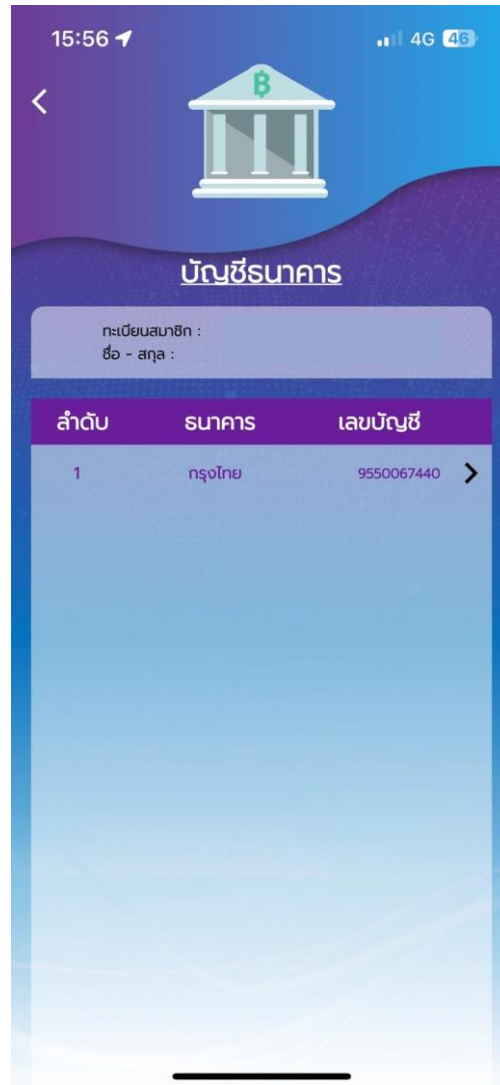 15:56 4G 46
฿
บัญชีธนาคาร
ทะเบียนสมาชิก :
ชื่อ - สกุล :
ลำดับ ธนาคาร เลขบัญชี
1 กรุงไทย 9550067440